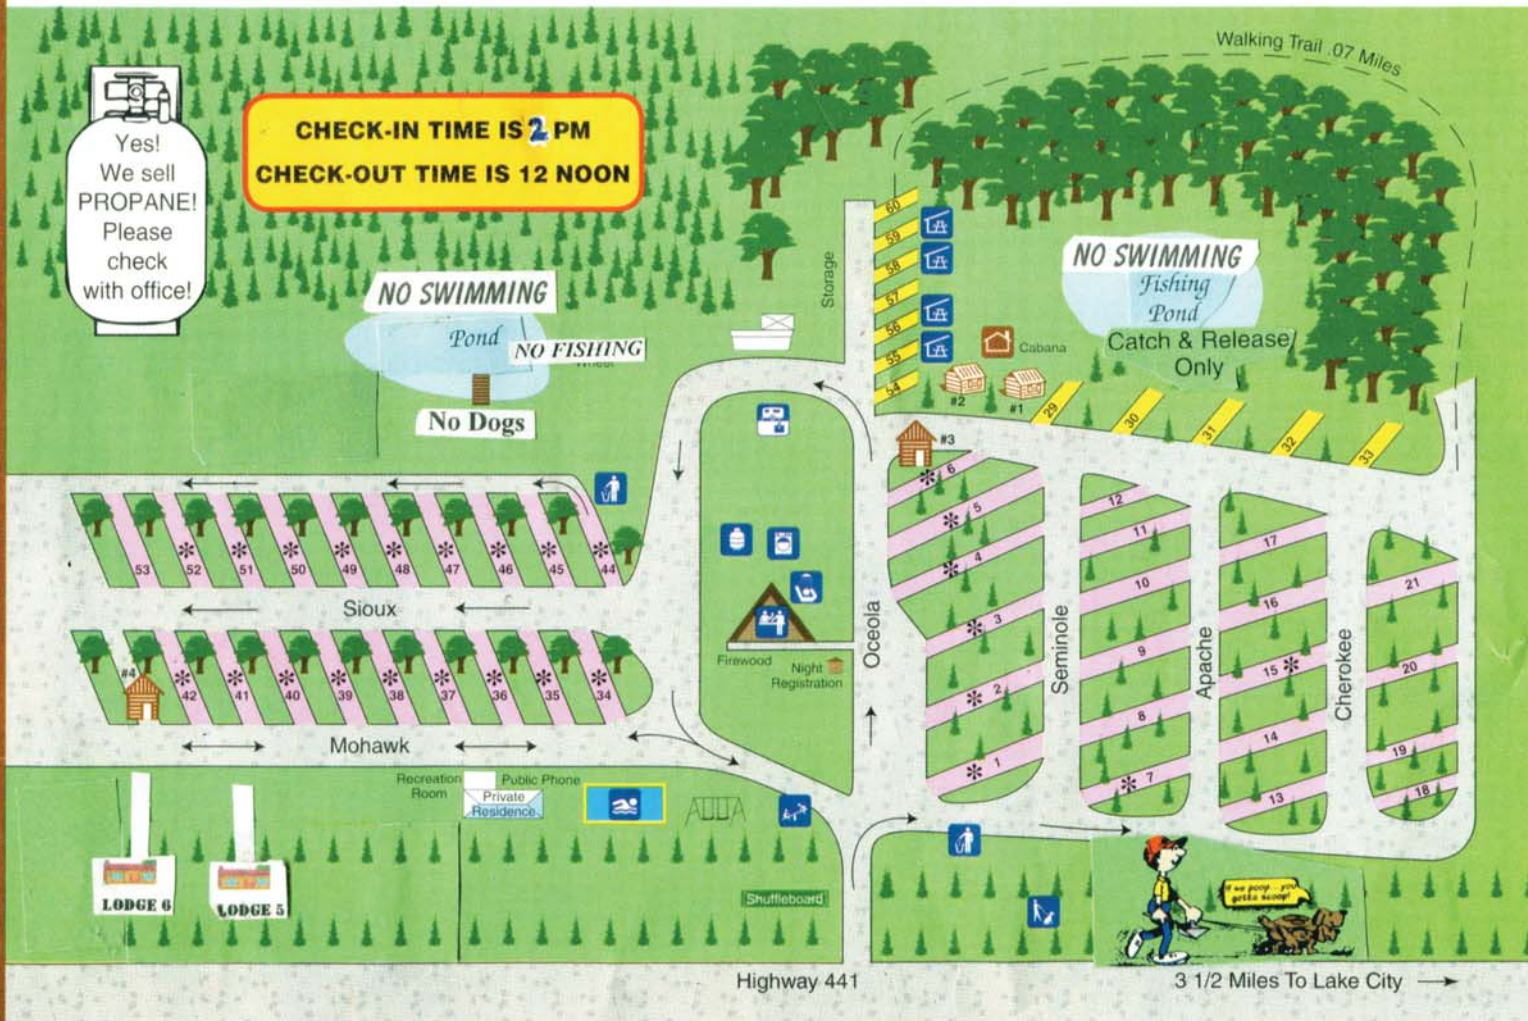 Walking Trail .07 Miles
Yes!
We sell
PROPANE!
Please
check
with office!
CHECK-IN TIME IS 2 PM
CHECK-OUT TIME IS 12 NOON
NO SWIMMING
Pond
NO FISHING
No Dogs
Storage
60
59
58
57
56
55
54
NO SWIMMING
Fishing
Pond
Catch & Release
Only
Cabana
#2
#1
29
30
31
32
33
#3
6
5
4
3
2
1
12
11
10
9
8
7
17
16
15
14
13
21
20
19
18
53
52
51
50
49
48
47
46
45
44
Sioux
#4
42
41
40
39
38
37
36
35
34
Mohawk
Firewood
Night
Registration
Oceola
Seminole
Apache
Cherokee
Recreation
Room
Public Phone
Private
Residence
LODGE 6
LODGE 5
Shuffleboard
If we poop... you
gotta scoop!
Highway 441
3 1/2 Miles To Lake City